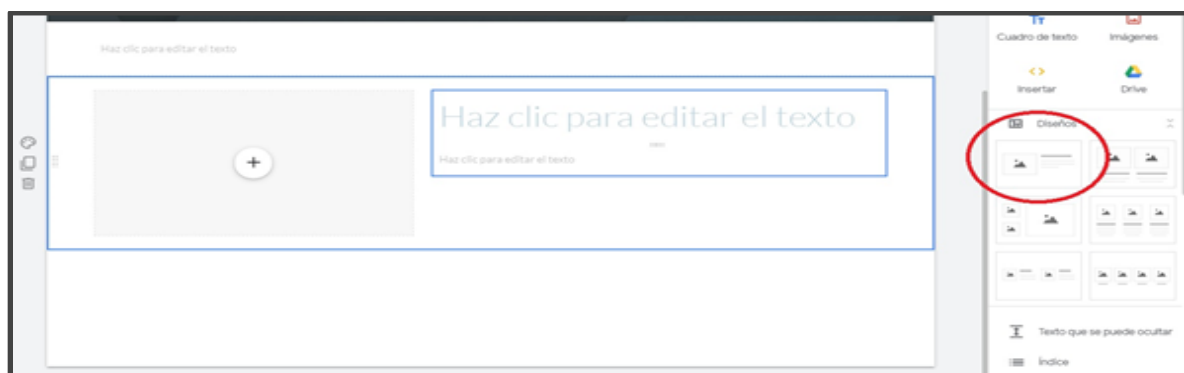 Haz clic para editar el texto
Haz clic para editar el texto
Haz clic para editar el texto
Tт
Cuadro de texto
Imágenes
Insertar
Drive
Diseños
Texto que se puede ocultar
Índice